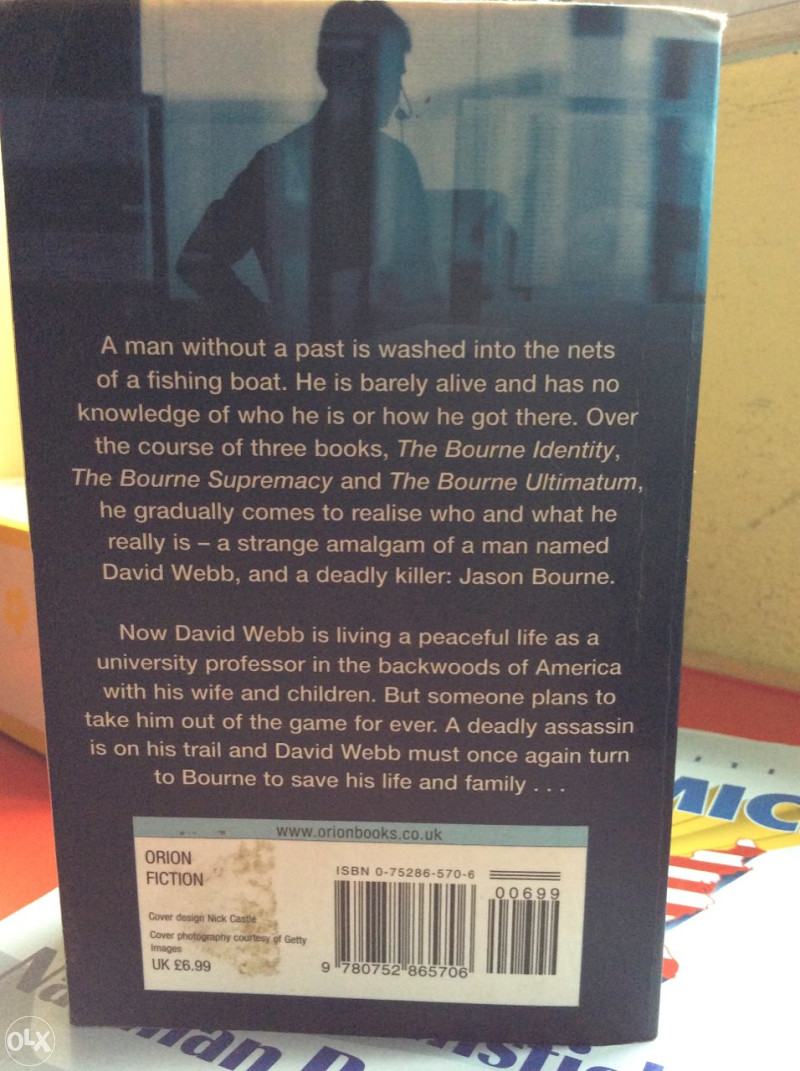 A man without a past is washed into the nets
of a fishing boat. He is barely alive and has no
knowledge of who he is or how he got there. Over
the course of three books, The Bourne Identity,
The Bourne Supremacy and The Bourne Ultimatum,
he gradually comes to realise who and what he
really is – a strange amalgam of a man named
David Webb, and a deadly killer: Jason Bourne.
Now David Webb is living a peaceful life as a
university professor in the backwoods of America
with his wife and children. But someone plans to
take him out of the game for ever. A deadly assassin
is on his trail and David Webb must once again turn
to Bourne to save his life and family . . .
www.orionbooks.co.uk
ORION
FICTION
ISBN 0-75286-570-6
00699
Cover design Nick Castle
Cover photography courtesy of Getty
Images
UK £6.99
9 780752 865706
MIC
OLX